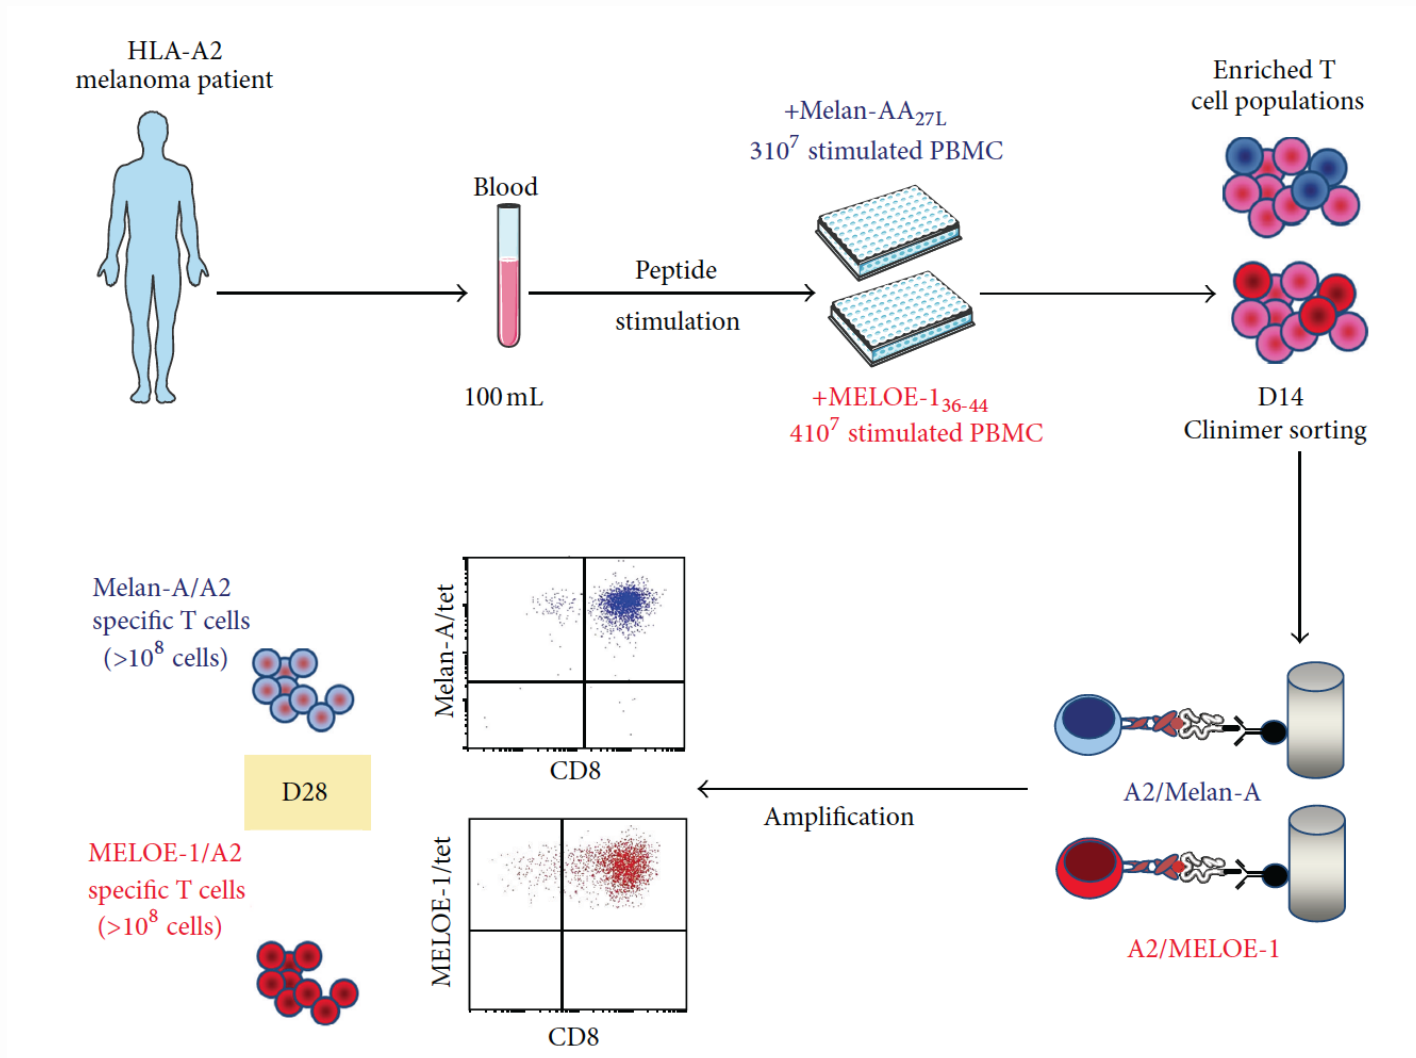 HLA-A2
melanoma patient
Blood
100 mL
Peptide
stimulation
+Melan-AA27L
310⁷ stimulated PBMC
+MELOE-136-44
410⁷ stimulated PBMC
Enriched T
cell populations
D14
Clinimer sorting
A2/Melan-A
A2/MELOE-1
Amplification
Melan-A/tet
CD8
MELOE-1/tet
CD8
Melan-A/A2
specific T cells
(>10⁸ cells)
D28
MELOE-1/A2
specific T cells
(>10⁸ cells)